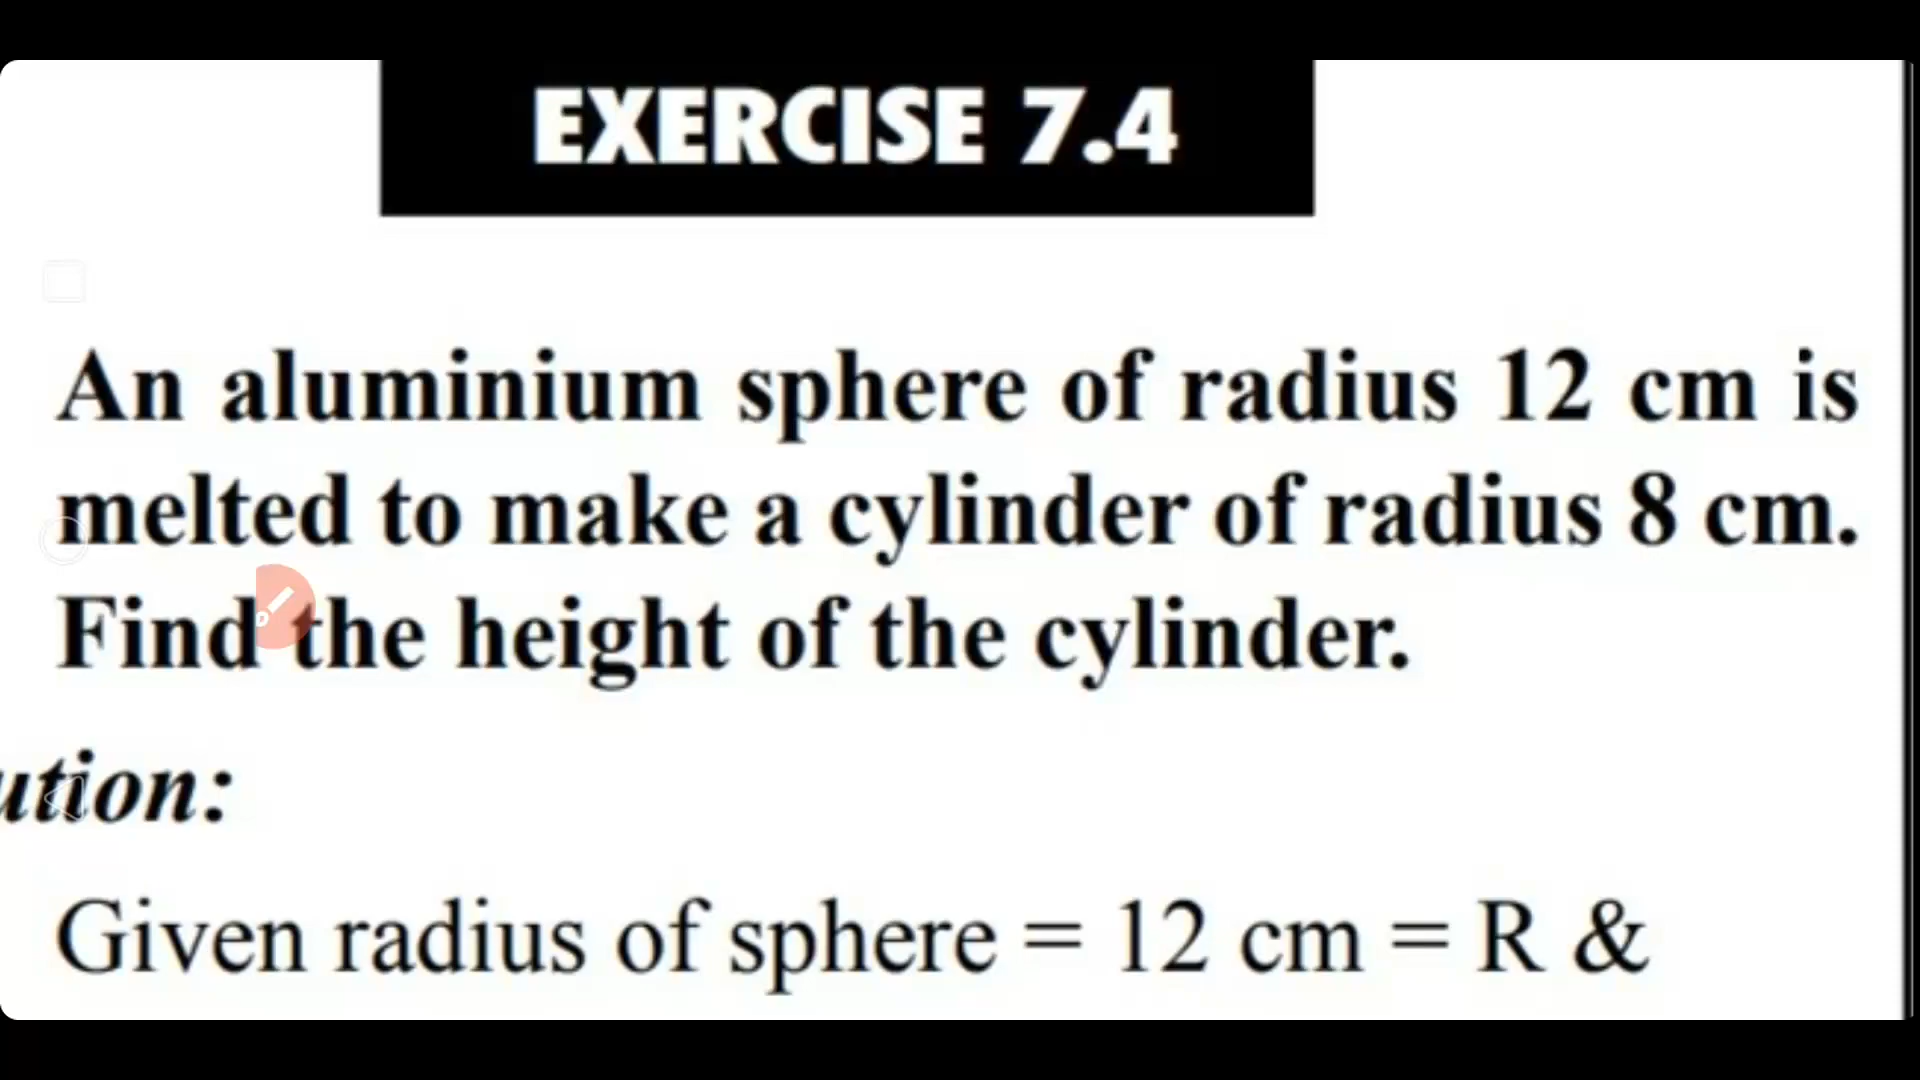 EXERCISE 7.4
An aluminium sphere of radius 12 cm is
melted to make a cylinder of radius 8 cm.
Find the height of the cylinder.
ution:
Given radius of sphere = 12 cm = R &